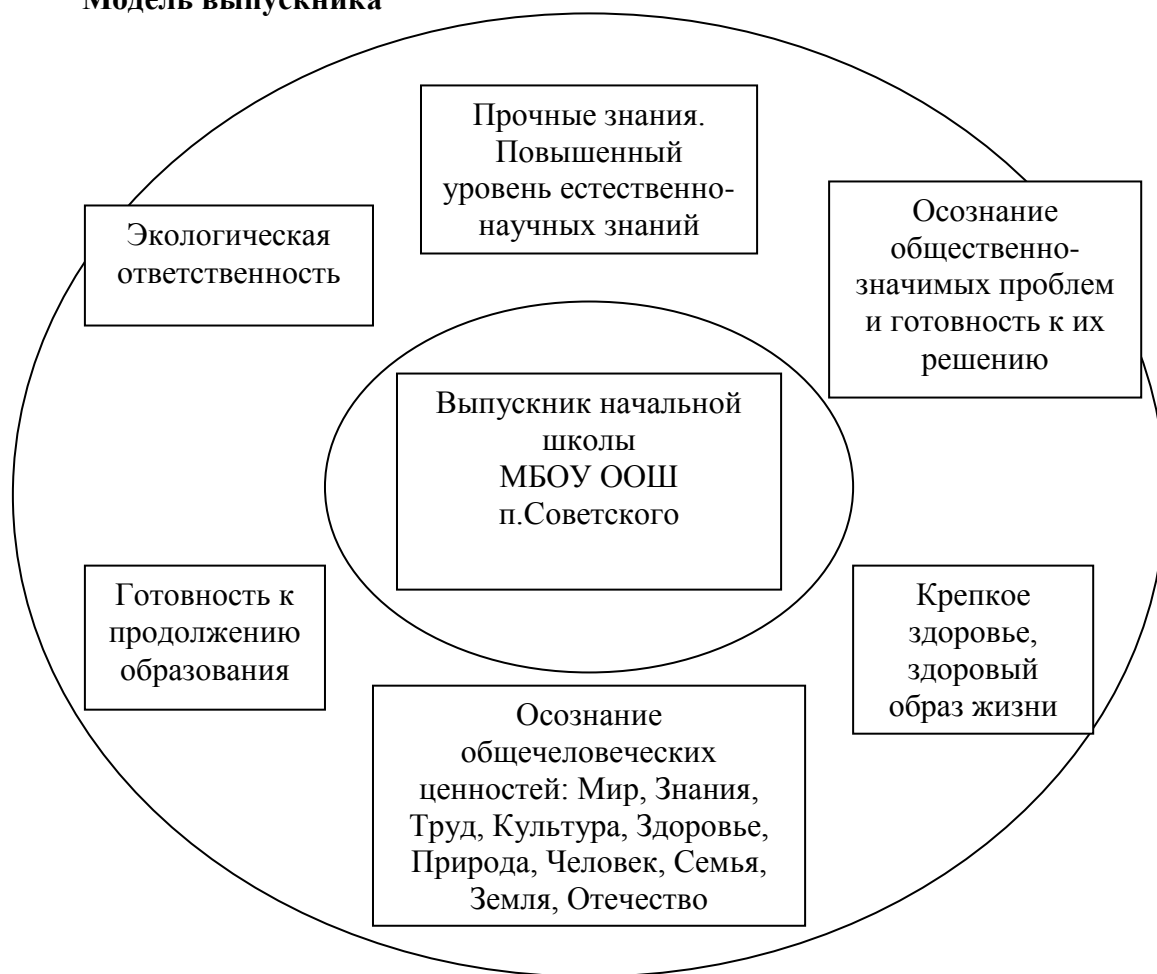 Модель выпускника
Прочные знания.
Повышенный
уровень естественно-
научных знаний
Экологическая
ответственность
Осознание
общественно-
значимых проблем
и готовность к их
решению
Выпускник начальной
школы
МБОУ ООШ
п.Советского
Готовность к
продолжению
образования
Крепкое
здоровье,
здоровый
образ жизни
Осознание
общечеловеческих
ценностей: Мир, Знания,
Труд, Культура, Здоровье,
Природа, Человек, Семья,
Земля, Отечество